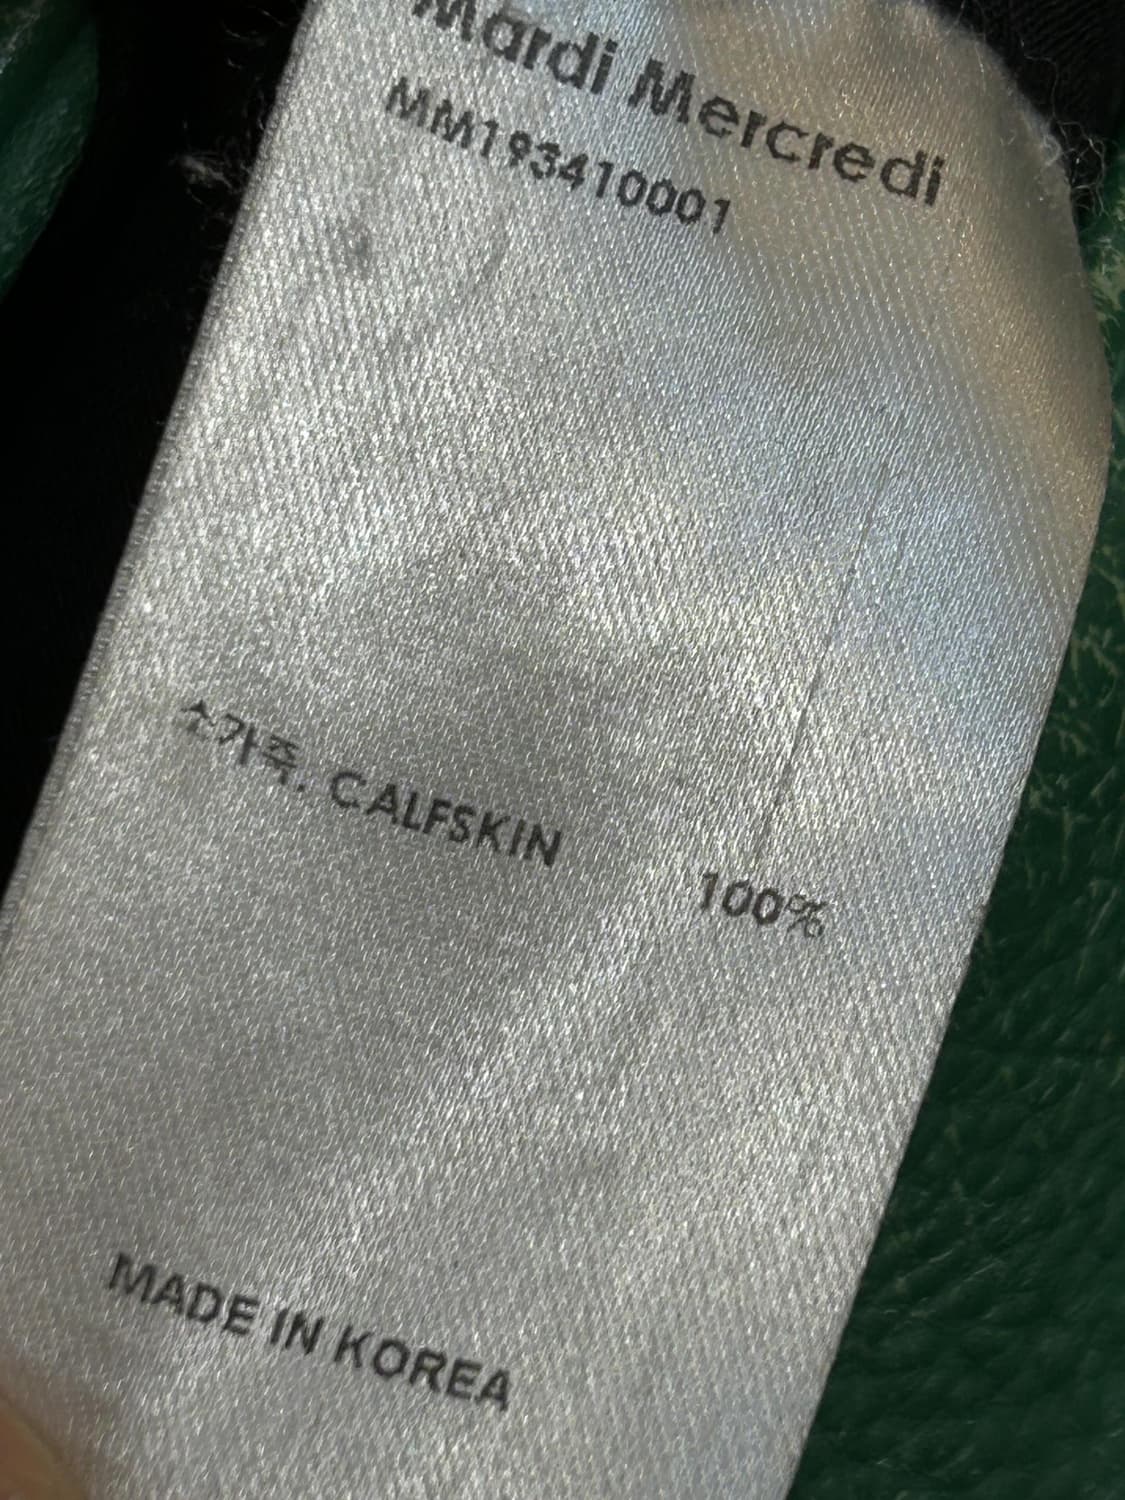 Mardi Mercredi
MM193410001
소가죽. CALFSKIN 100%
MADE IN KOREA